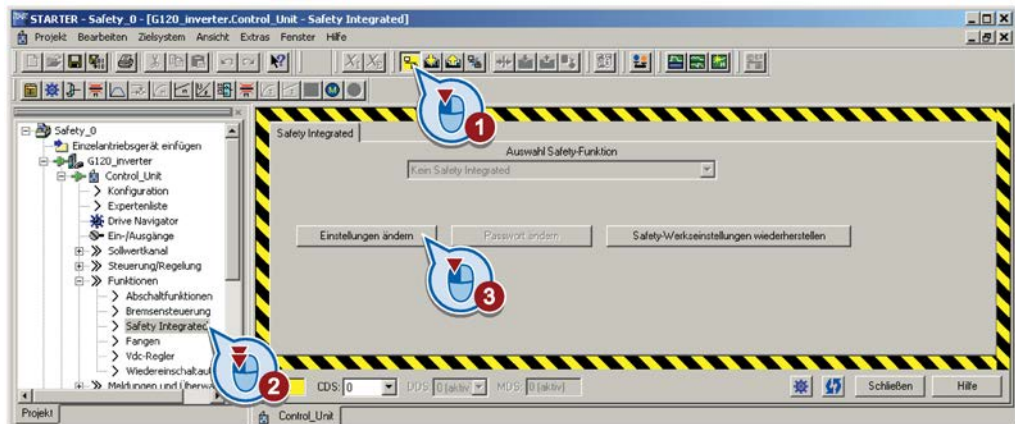 STARTER - Safety_0 - [G120_inverter.Control_Unit - Safety Integrated]
Projekt Bearbeiten Zielsystem Ansicht Extras Fenster Hilfe
1
Safety_0
Einzelantriebsgerät einfügen
G120_inverter
Control_Unit
Konfiguration
Expertenliste
Drive Navigator
Ein-/Ausgänge
Sollwertkanal
Steuerung/Regelung
Funktionen
Abschaltfunktionen
Bremsensteuerung
Safety Integrated
Fangen
Vdc-Regler
Wiedereinschaltau
Meldungen und Überwa
2
Projekt
Safety Integrated
Auswahl Safety-Funktion
Kein Safety Integrated
Einstellungen ändern
Passwort ändern
Safety-Werkseinstellungen wiederherstellen
3
CDS: 0
DDS: 0 (aktiv
MDS: 0 (aktiv)
Schließen
Hilfe
Control_Unit